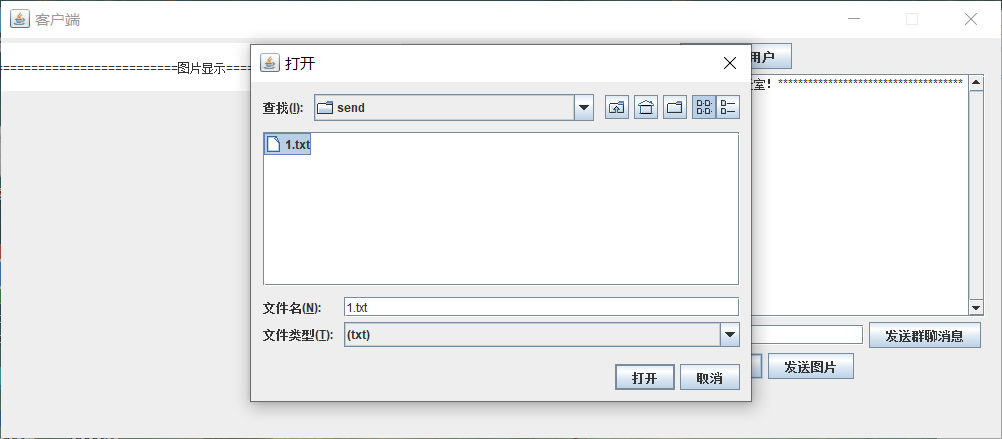 客户端
打开
用户
===========================图片显示====
室! *************************************
查找(I):
send
1.txt
文件名(N):
1.txt
文件类型(T):
(txt)
打开
取消
发送群聊消息
发送图片